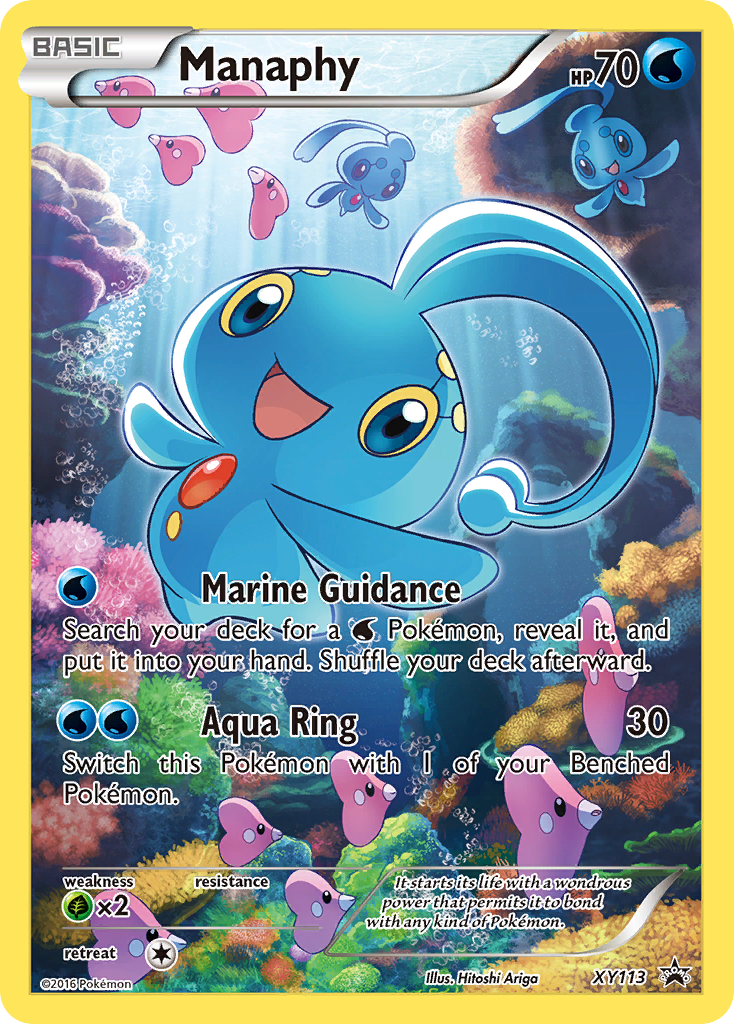 BASIC
Manaphy
HP 70
Marine Guidance
Search your deck for a Pokémon, reveal it, and
put it into your hand. Shuffle your deck afterward.
Aqua Ring 30
Switch this Pokémon with 1 of your Benched
Pokémon.
weakness resistance
×2
It starts its life with a wondrous
power that permits it to bond
with any kind of Pokémon.
retreat
©2016 Pokémon
Illus. Hitoshi Ariga
XY113
PROMO